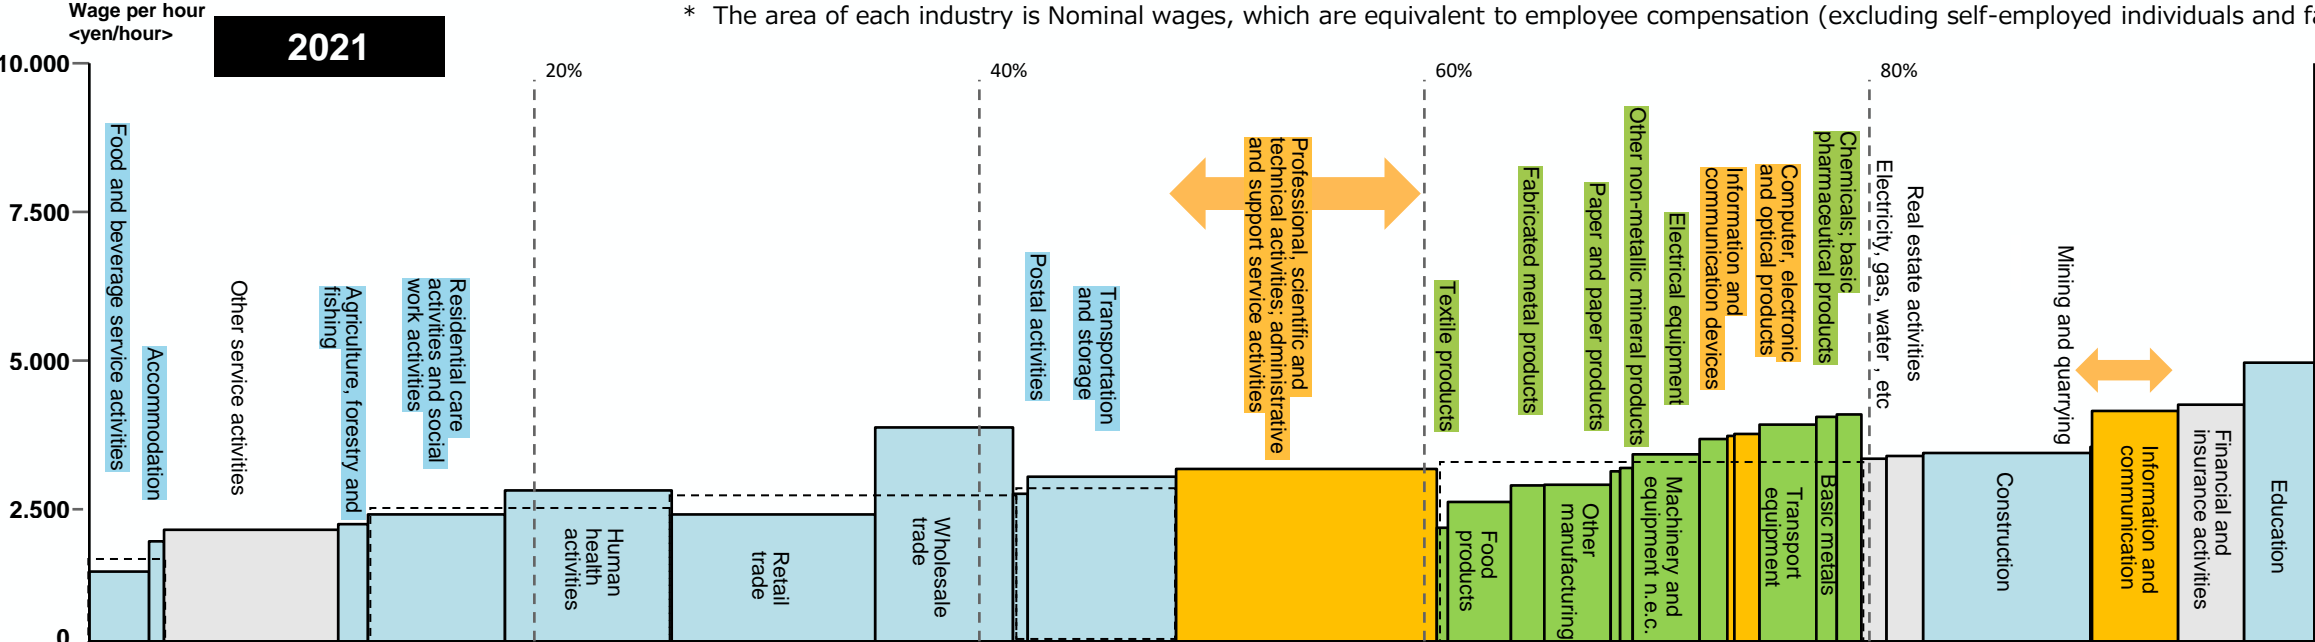 Wage per hour
<yen/hour>
2021
* The area of each industry is Nominal wages, which are equivalent to employee compensation (excluding self-employed individuals and fa
10.000
7.500
5.000
2.500
0
20%
40%
60%
80%
Food and beverage service activities
Accommodation
Other service activities
Agriculture, forestry and
fishing
Residential care
activities and social
work activities
Human
health
activities
Retail
trade
Wholesale
trade
Postal activities
Transportation
and storage
Professional, scientific and
technical activities; administrative
and support service activities
Textile products
Food
products
Fabricated metal products
Other
manufacturing
Paper and paper products
Other non-metallic mineral products
Machinery and
equipment n.e.c.
Electrical equipment
Information and
communication devices
Computer, electronic
and optical products
Transport
equipment
Basic metals
Chemicals; basic
pharmaceutical products
Electricity, gas, water , etc
Real estate activities
Construction
Mining and quarrying
Information and
communication
Financial and
insurance activities
Education